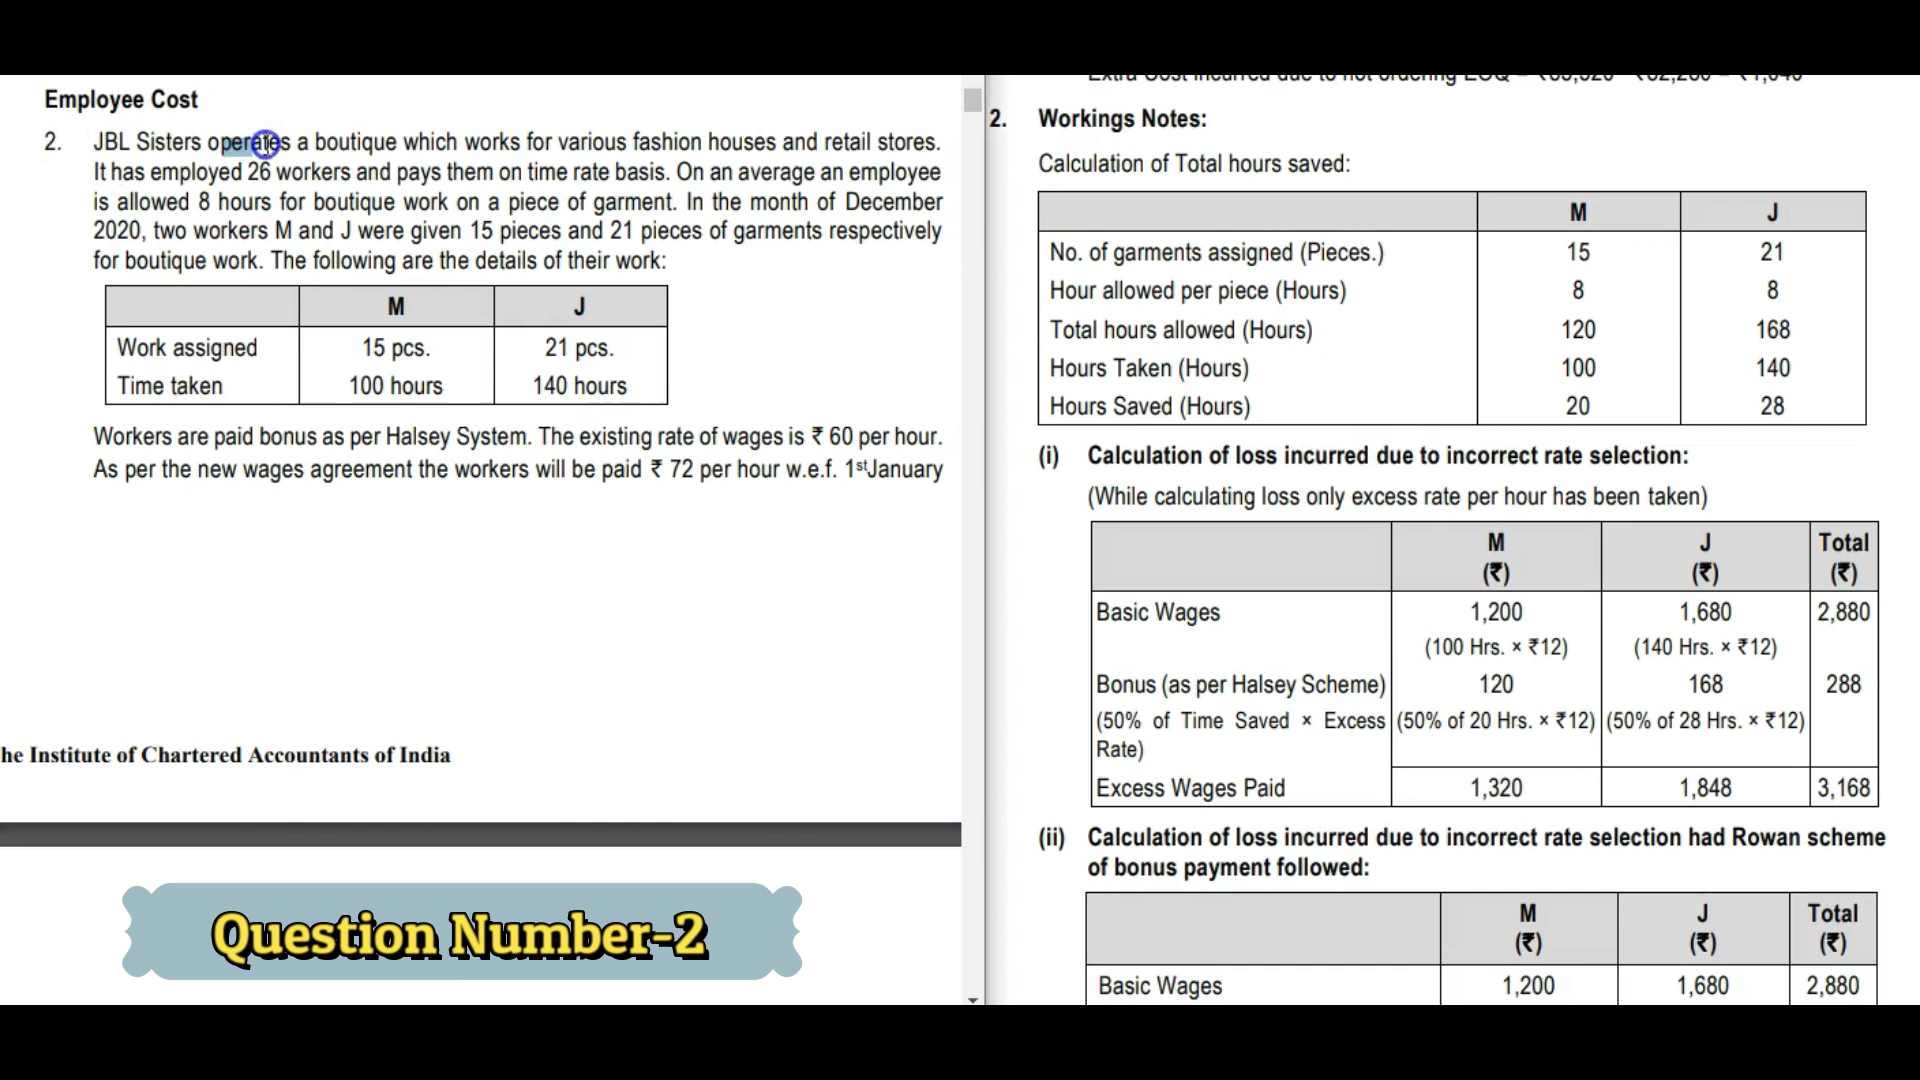 Employee Cost
2. JBL Sisters operates a boutique which works for various fashion houses and retail stores.
It has employed 26 workers and pays them on time rate basis. On an average an employee
is allowed 8 hours for boutique work on a piece of garment. In the month of December
2020, two workers M and J were given 15 pieces and 21 pieces of garments respectively
for boutique work. The following are the details of their work:
M J
Work assigned 15 pcs. 21 pcs.
Time taken 100 hours 140 hours
Workers are paid bonus as per Halsey System. The existing rate of wages is ₹ 60 per hour.
As per the new wages agreement the workers will be paid ₹ 72 per hour w.e.f. 1st January
he Institute of Chartered Accountants of India
Question Number-2
Extra Cost incurred due to not ordering EOQ
2. Workings Notes:
Calculation of Total hours saved:
M J
No. of garments assigned (Pieces.) 15 21
Hour allowed per piece (Hours) 8 8
Total hours allowed (Hours) 120 168
Hours Taken (Hours) 100 140
Hours Saved (Hours) 20 28
(i) Calculation of loss incurred due to incorrect rate selection:
(While calculating loss only excess rate per hour has been taken)
M J Total
(₹) (₹) (₹)
Basic Wages 1,200 1,680 2,880
(100 Hrs. × ₹12) (140 Hrs. × ₹12)
Bonus (as per Halsey Scheme) 120 168 288
(50% of Time Saved × Excess (50% of 20 Hrs. × ₹12) (50% of 28 Hrs. × ₹12)
Rate)
Excess Wages Paid 1,320 1,848 3,168
(ii) Calculation of loss incurred due to incorrect rate selection had Rowan scheme
of bonus payment followed:
M J Total
(₹) (₹) (₹)
Basic Wages 1,200 1,680 2,880